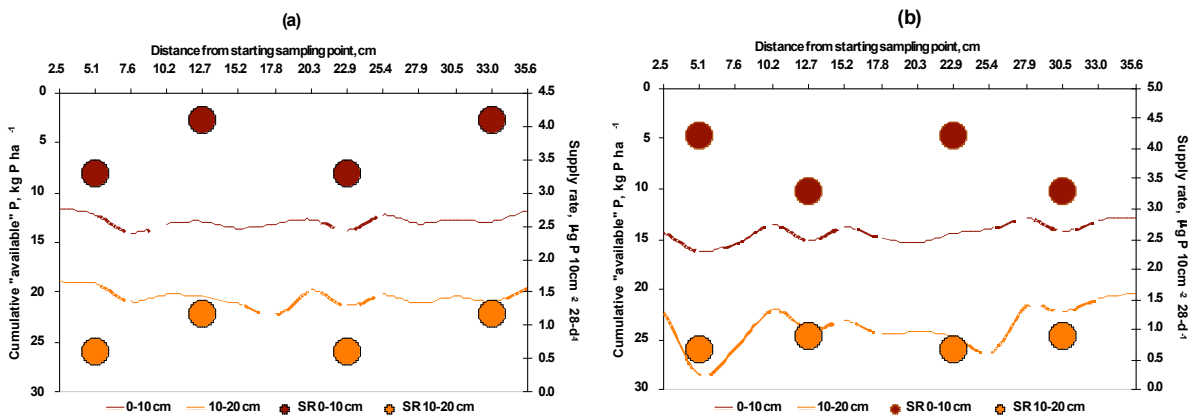 (a)
Distance from starting sampling point, cm
2.5 5.1 7.6 10.2 12.7 15.2 17.8 20.3 22.9 25.4 27.9 30.5 33.0 35.6
0
5
10
15
20
25
30
Cumulative "available" P, kg P ha -1
4.5
4.0
3.5
3.0
2.5
2.0
1.5
1.0
0.5
0.0
Supply rate, µg P 10cm -2 28-d-1
0-10 cm 10-20 cm SR 0-10 cm SR 10-20 cm
(b)
Distance from starting sampling point, cm
2.5 5.1 7.6 10.2 12.7 15.2 17.8 20.3 22.9 25.4 27.9 30.5 33.0 35.6
0
5
10
15
20
25
30
Cumulative "available" P, kg P ha -1
5.0
4.5
4.0
3.5
3.0
2.5
2.0
1.5
1.0
0.5
0.0
Supply rate, µg P 10cm -2 28-d-1
0-10 cm 10-20 cm SR 0-10 cm SR 10-20 cm